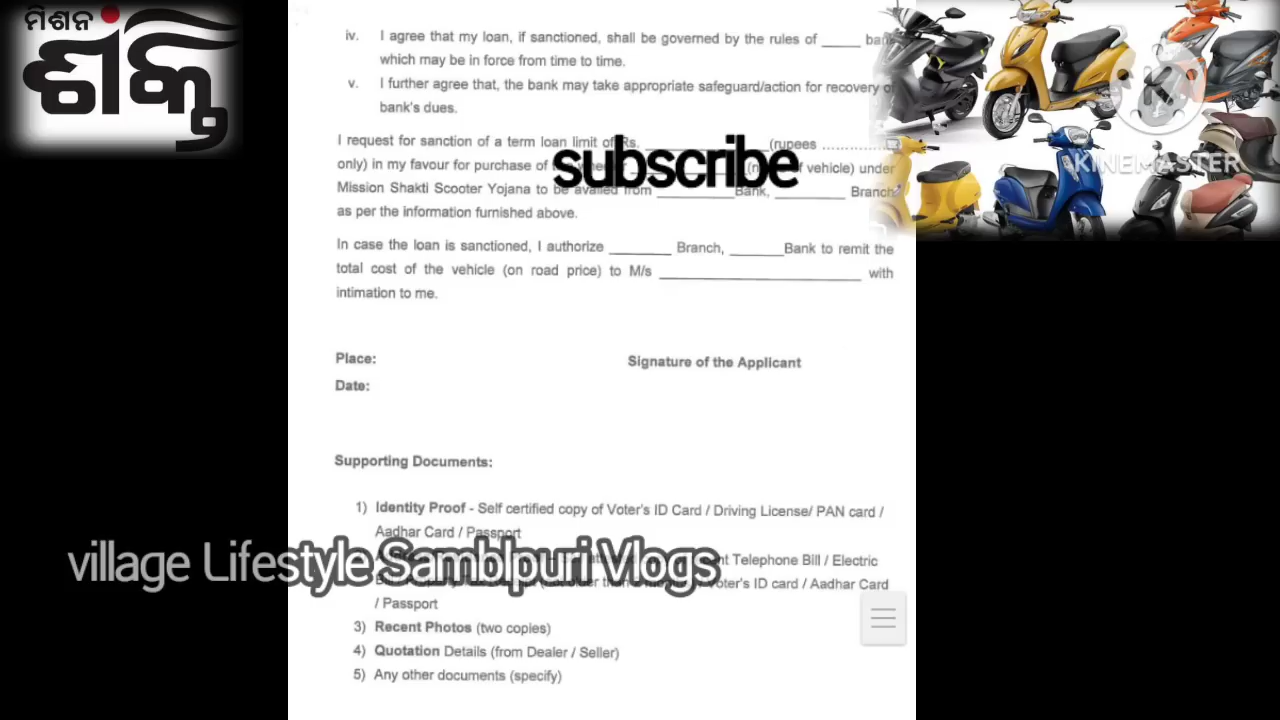 ମିଶନ
ଶକ୍ତି
iv. I agree that my loan, if sanctioned, shall be governed by the rules of _____ bank
which may be in force from time to time.
v. I further agree that, the bank may take appropriate safeguard/action for recovery of
bank's dues.
I request for sanction of a term loan limit of Rs. (rupees ..............
only) in my favour for purchase of vehicle) under
subscribe
KINEMASTER
Mission Shakti Scooter Yojana to be availed from __________Bank, _________ Branch
as per the information furnished above.
In case the loan is sanctioned, I authorize ________ Branch, _______Bank to remit the
total cost of the vehicle (on road price) to M/s __________________________ with
intimation to me.
Place: Signature of the Applicant
Date:
Supporting Documents:
1) Identity Proof - Self certified copy of Voter's ID Card / Driving License/ PAN card /
Aadhar Card / Passport
Telephone Bill / Electric
village Lifestyle Samblpuri Vlogs
Voter's ID card / Aadhar Card
/ Passport
3) Recent Photos (two copies)
4) Quotation Details (from Dealer / Seller)
5) Any other documents (specify)